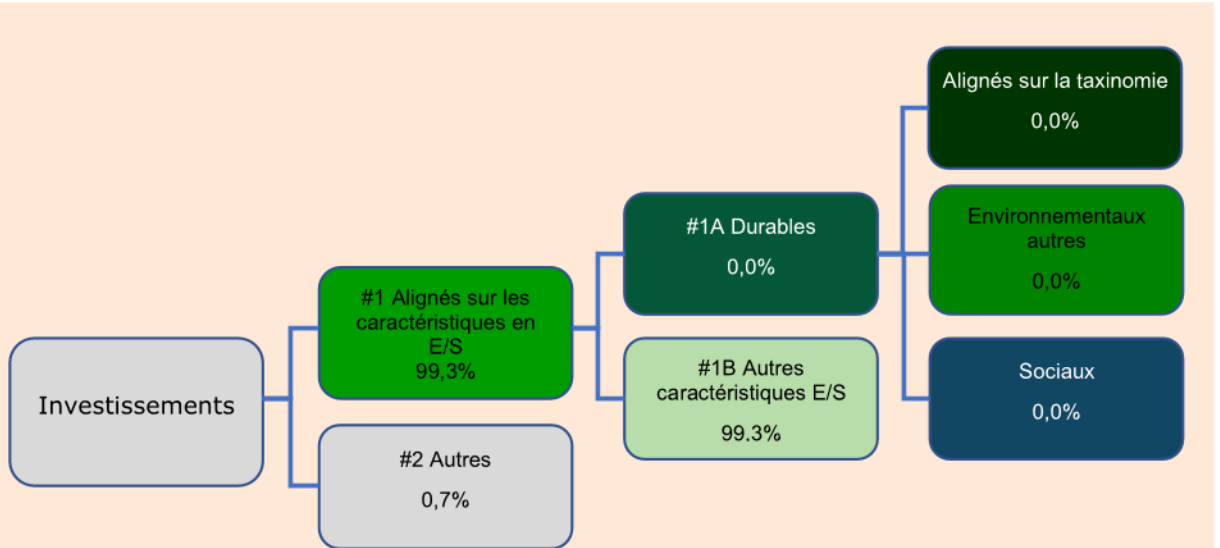 Investissements
#1 Alignés sur les
caractéristiques en
E/S
99,3%
#2 Autres
0,7%
#1A Durables
0,0%
#1B Autres
caractéristiques E/S
99.3%
Alignés sur la taxinomie
0,0%
Environnementaux
autres
0,0%
Sociaux
0,0%